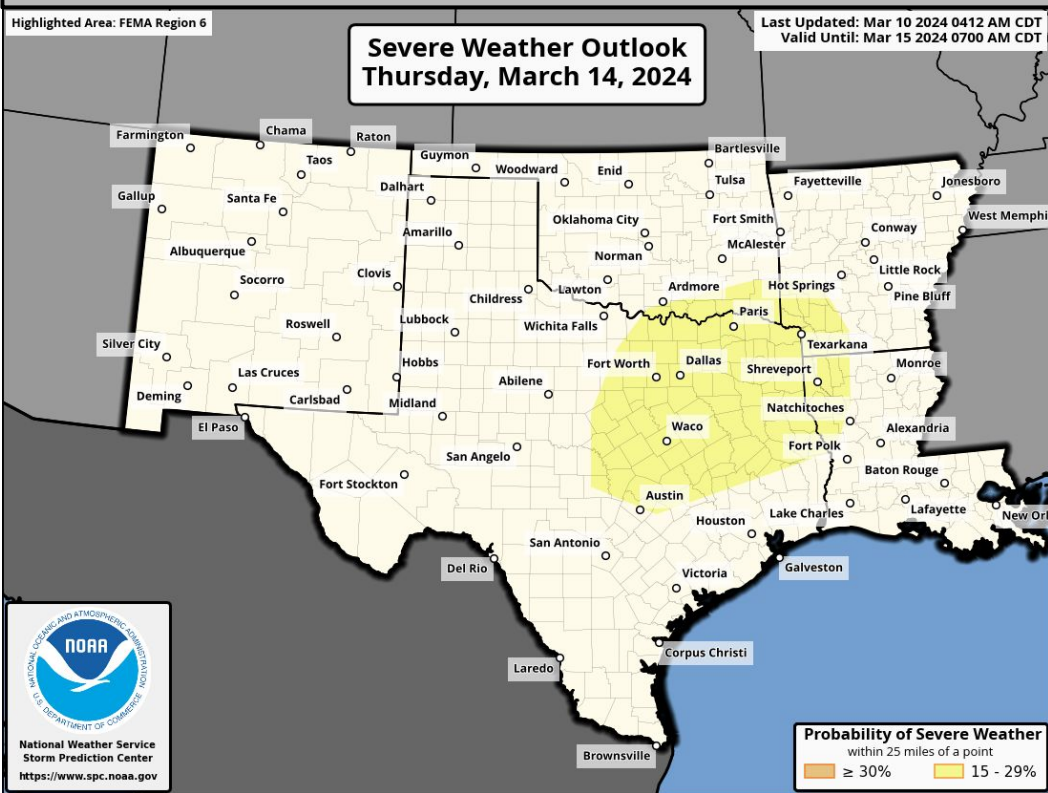 Highlighted Area: FEMA Region 6
Last Updated: Mar 10 2024 0412 AM CDT
Valid Until: Mar 15 2024 0700 AM CDT
Severe Weather Outlook
Thursday, March 14, 2024
Farmington
Chama
Raton
Taos
Guymon
Woodward
Enid
Bartlesville
Tulsa
Fayetteville
Jonesboro
Gallup
Santa Fe
Dalhart
Oklahoma City
Fort Smith
West Memphi
Albuquerque
Amarillo
Norman
McAlester
Conway
Socorro
Clovis
Childress
Lawton
Ardmore
Hot Springs
Little Rock
Pine Bluff
Roswell
Lubbock
Wichita Falls
Paris
Texarkana
Silver City
Las Cruces
Hobbs
Fort Worth
Dallas
Shreveport
Monroe
Deming
Carlsbad
Midland
Abilene
Natchitoches
El Paso
Waco
Alexandria
San Angelo
Fort Polk
Fort Stockton
Baton Rouge
Austin
Houston
Lake Charles
Lafayette
New Orl
San Antonio
Del Rio
Galveston
Victoria
Laredo
Corpus Christi
Brownsville
NATIONAL OCEANIC AND ATMOSPHERIC ADMINISTRATION
NOAA
U.S. DEPARTMENT OF COMMERCE
National Weather Service
Storm Prediction Center
https://www.spc.noaa.gov
Probability of Severe Weather
within 25 miles of a point
≥ 30%
15 - 29%